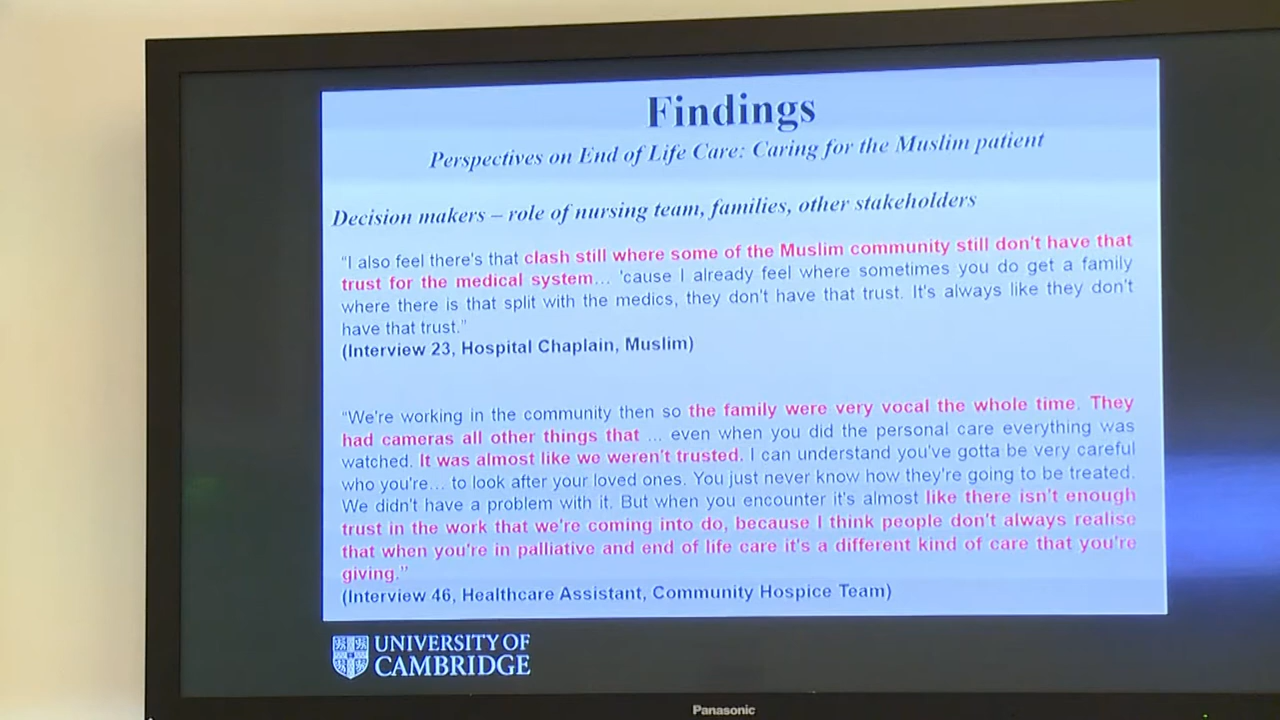 Findings
Perspectives on End of Life Care: Caring for the Muslim patient
Decision makers – role of nursing team, families, other stakeholders
“I also feel there's that clash still where some of the Muslim community still don't have that
trust for the medical system... 'cause I already feel where sometimes you do get a family
where there is that split with the medics, they don't have that trust. It's always like they don't
have that trust.”
(Interview 23, Hospital Chaplain, Muslim)
“We're working in the community then so the family were very vocal the whole time. They
had cameras all other things that ... even when you did the personal care everything was
watched. It was almost like we weren't trusted. I can understand you've gotta be very careful
who you're... to look after your loved ones. You just never know how they're going to be treated.
We didn't have a problem with it. But when you encounter it's almost like there isn't enough
trust in the work that we're coming into do, because I think people don't always realise
that when you're in palliative and end of life care it's a different kind of care that you're
giving.”
(Interview 46, Healthcare Assistant, Community Hospice Team)
UNIVERSITY OF
CAMBRIDGE
Panasonic